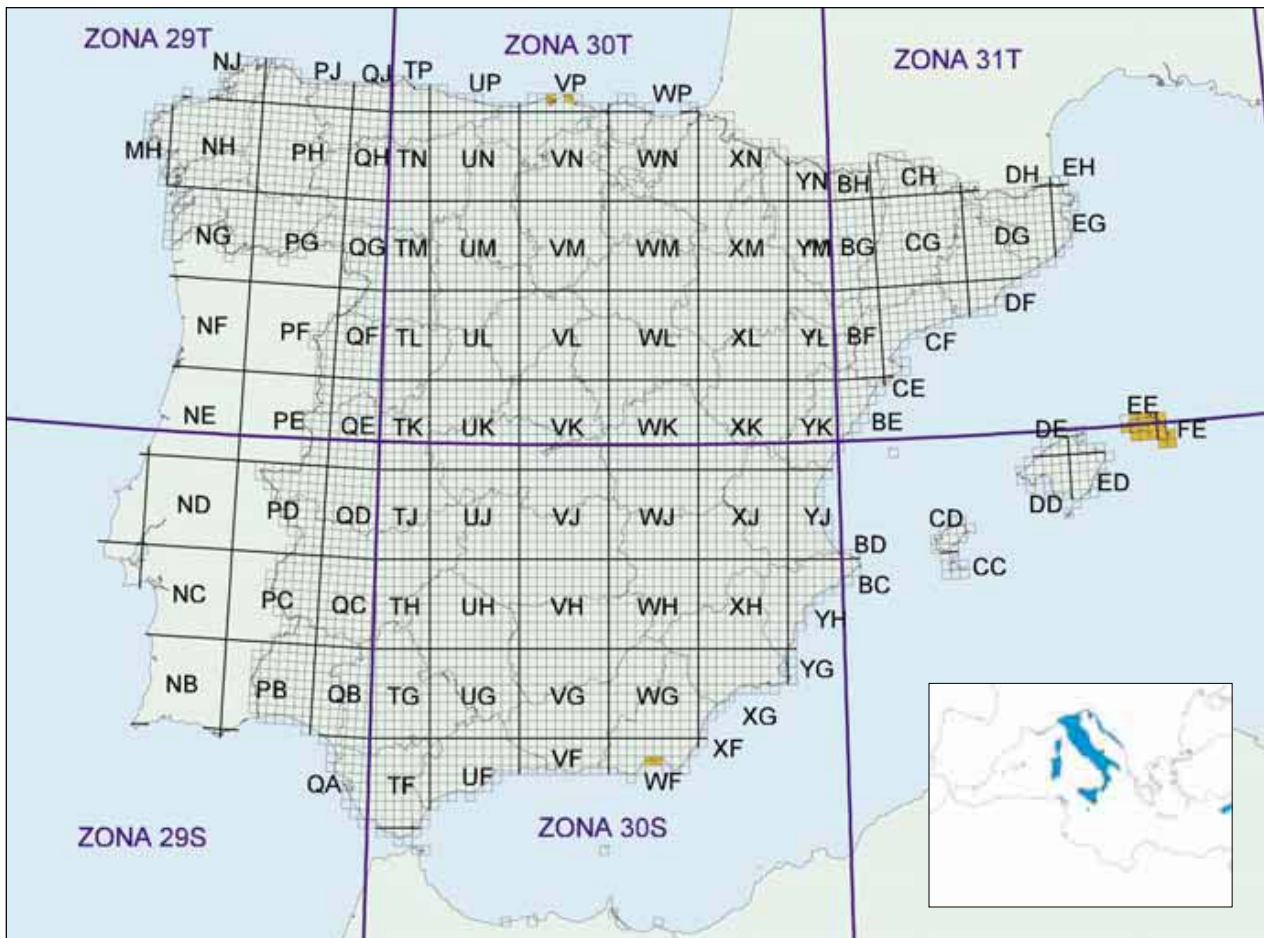 ZONA 29T
ZONA 30T
ZONA 31T
NJ PJ QJ TP UP VP WP
MH NH PH QH TN UN VN WN XN YN BH CH DH EH
NG PG QG TM UM VM WM XM YM BG CG DG EG
NF PF QF TL UL VL WL XL YL BF CF DF
NE PE QE TK UK VK WK XK YK BE CE DE EE FE
ND PD QD TJ UJ VJ WJ XJ YJ BD CD DD ED
NC PC QC TH UH VH WH XH YH BC CC
NB PB QB TG UG VG WG XG YG
QA TF UF VF WF XF
ZONA 29S
ZONA 30S